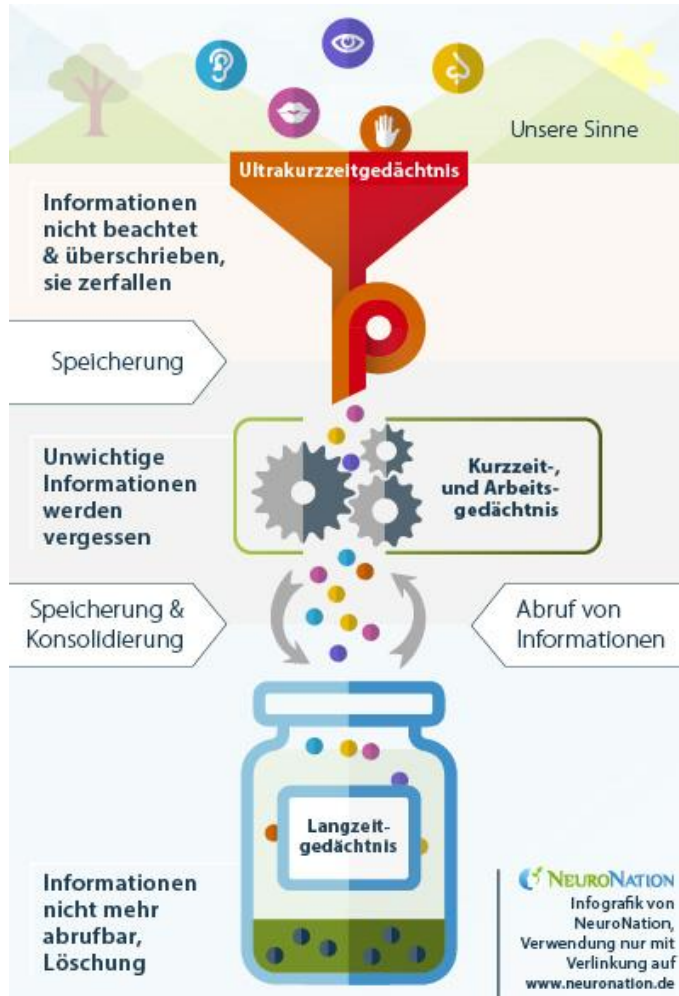 Unsere Sinne
Ultrakurzzeitgedächtnis
Informationen
nicht beachtet
& überschrieben,
sie zerfallen
Speicherung
Unwichtige
Informationen
werden
vergessen
Kurzzeit-,
und Arbeits-
gedächtnis
Speicherung &
Konsolidierung
Abruf von
Informationen
Langzeit-
gedächtnis
Informationen
nicht mehr
abrufbar,
Löschung
NEURONATION
Infografik von
NeuroNation,
Verwendung nur mit
Verlinkung auf
www.neuronation.de